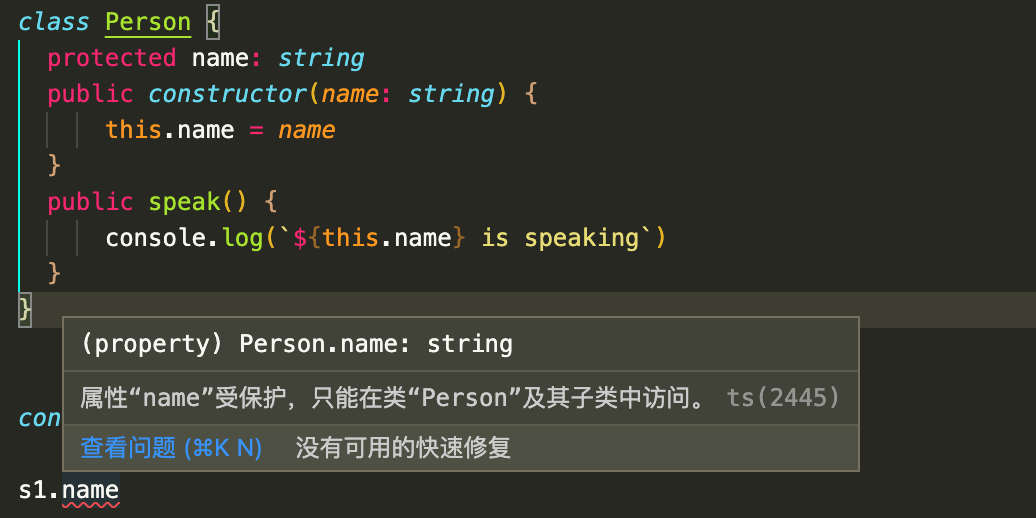 class Person {
protected name: string
public constructor(name: string) {
this.name = name
}
public speak() {
console.log(`${this.name} is speaking`)
}
}
(property) Person.name: string
属性“name”受保护，只能在类“Person”及其子类中访问。 ts(2445)
查看问题 (⌘K N) 没有可用的快速修复
con
s1.name